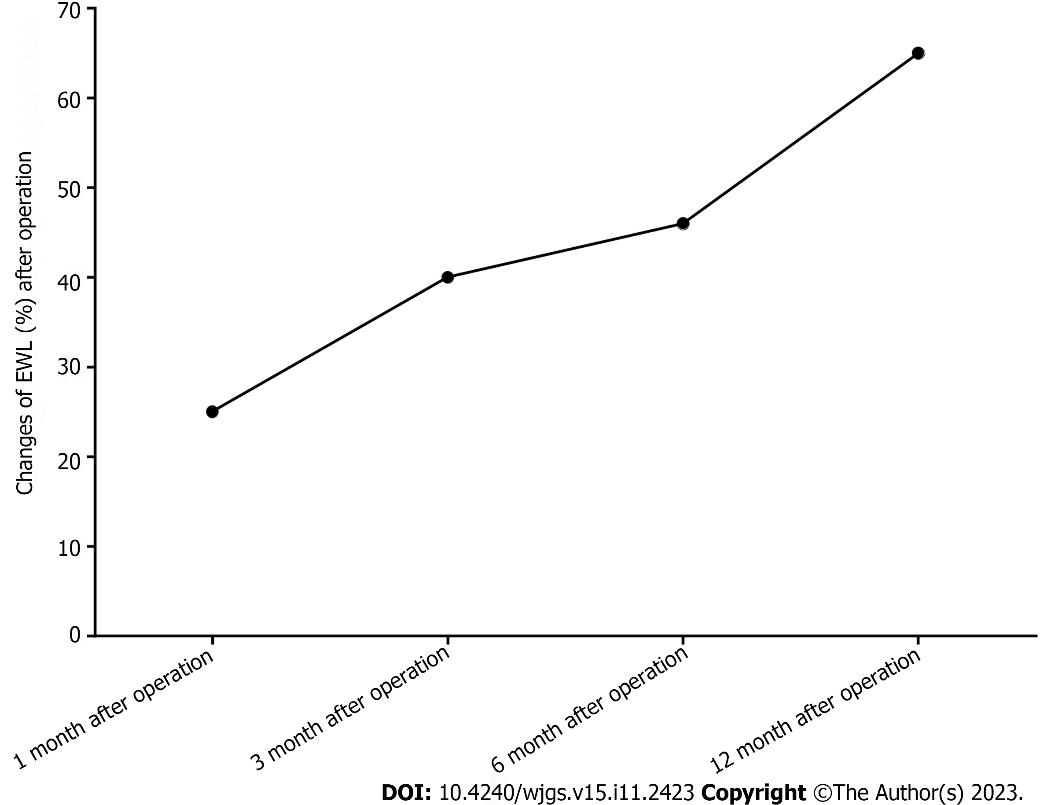 70
60
50
40
30
20
10
0
Changes of EWL (%) after operation
1 month after operation
3 month after operation
6 month after operation
12 month after operation
DOI: 10.4240/wjgs.v15.i11.2423 Copyright ©The Author(s) 2023.